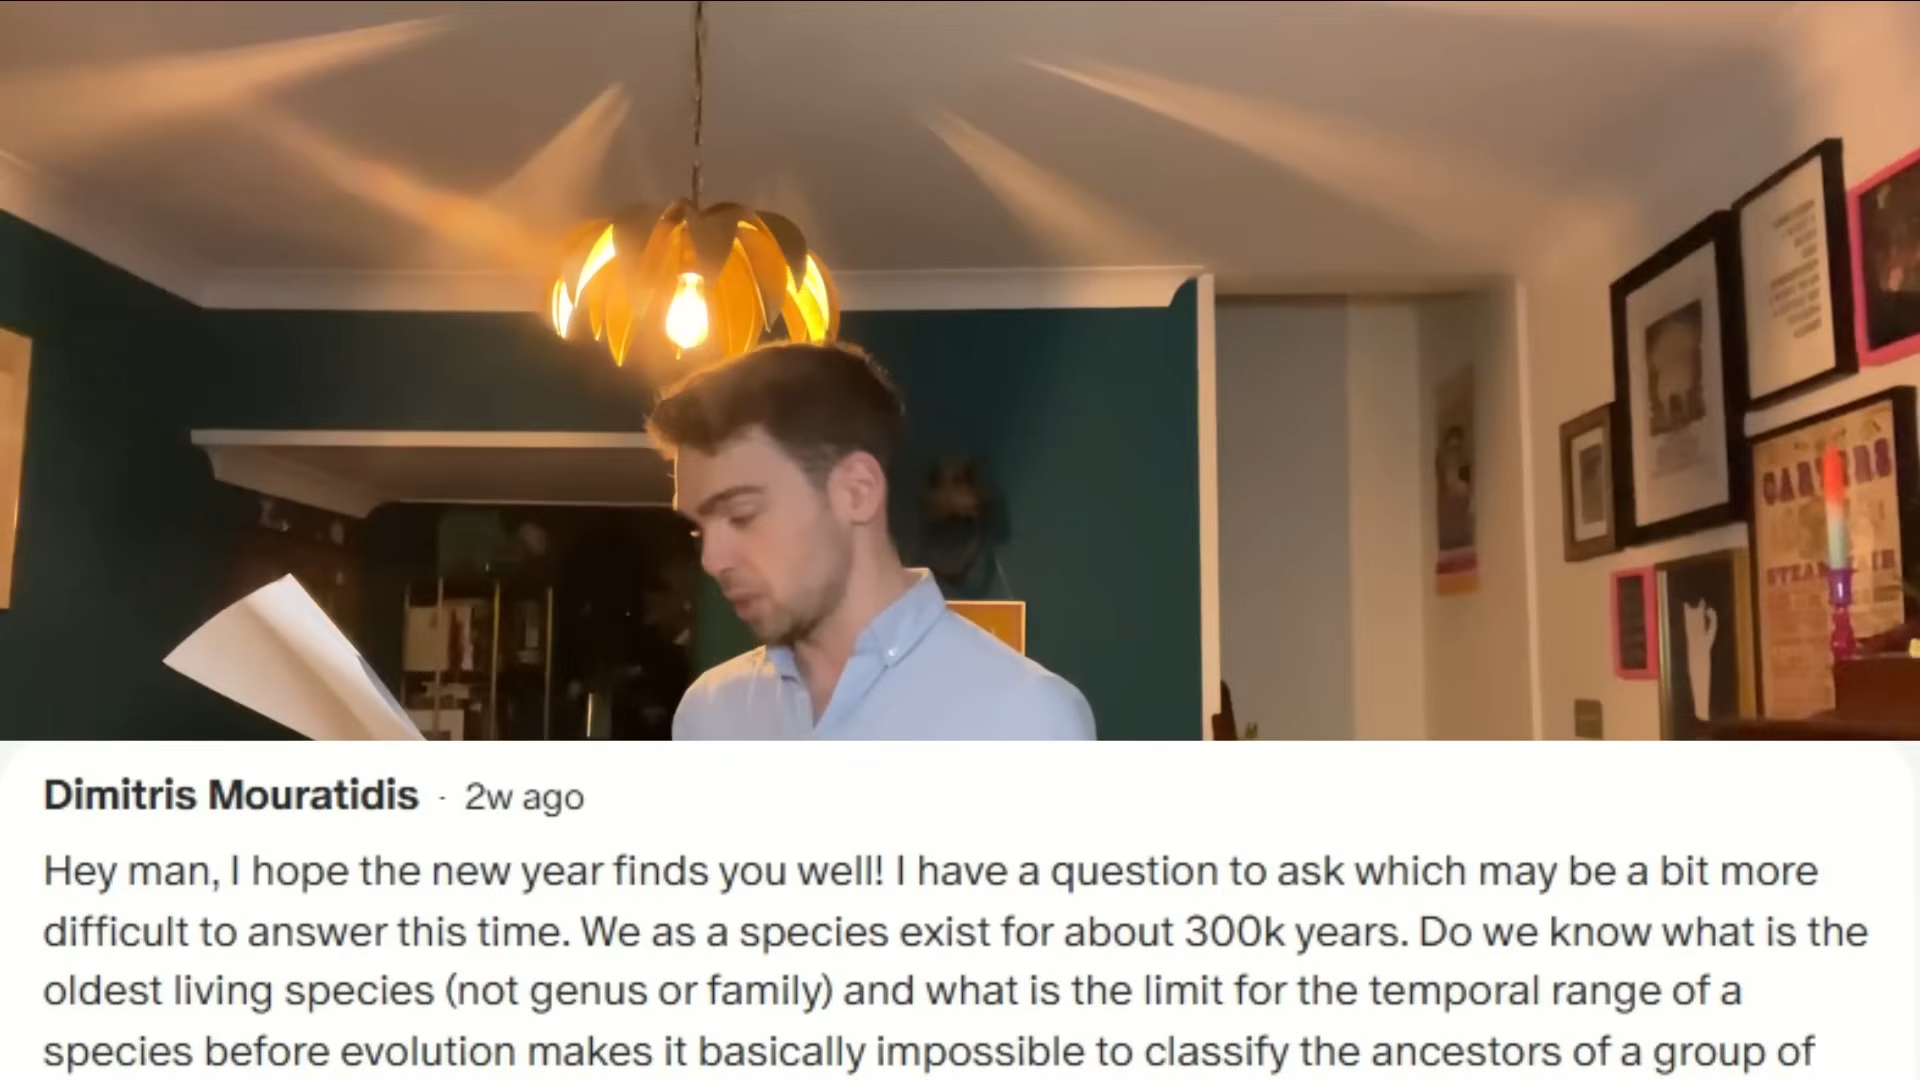 CARVERS
STEAM FAIR
Dimitris Mouratidis · 2w ago
Hey man, I hope the new year finds you well! I have a question to ask which may be a bit more
difficult to answer this time. We as a species exist for about 300k years. Do we know what is the
oldest living species (not genus or family) and what is the limit for the temporal range of a
species before evolution makes it basically impossible to classify the ancestors of a group of